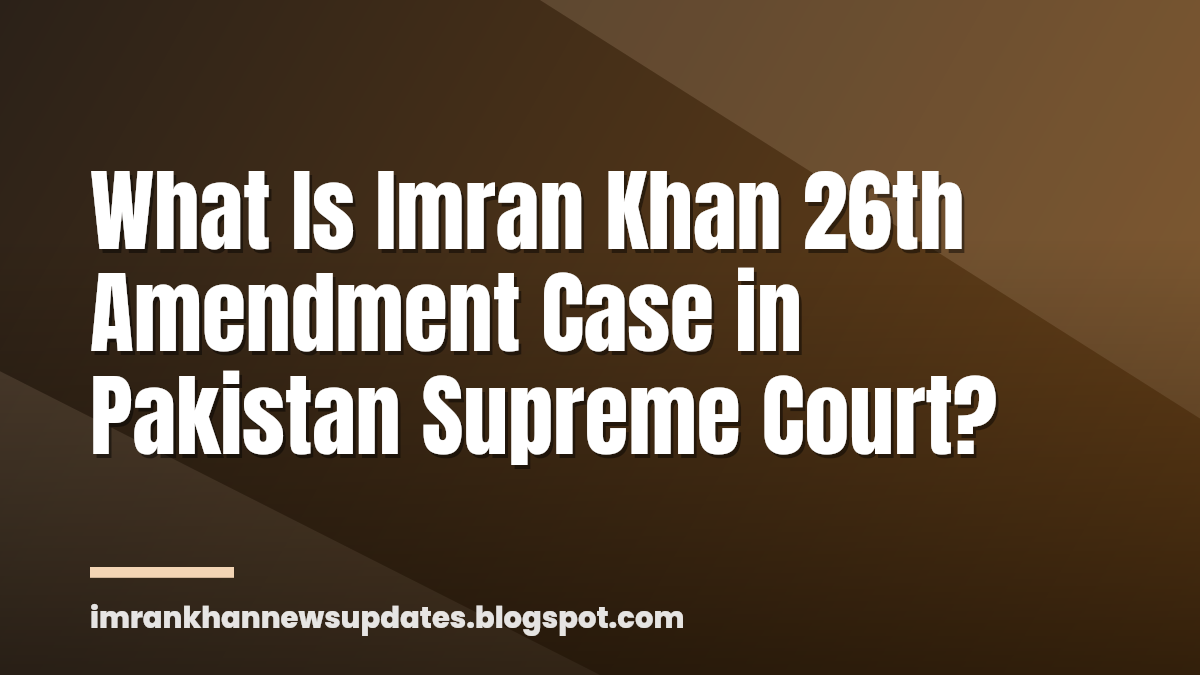 What Is Imran Khan 26th
Amendment Case in
Pakistan Supreme Court?
imrankhannewsupdates.blogspot.com